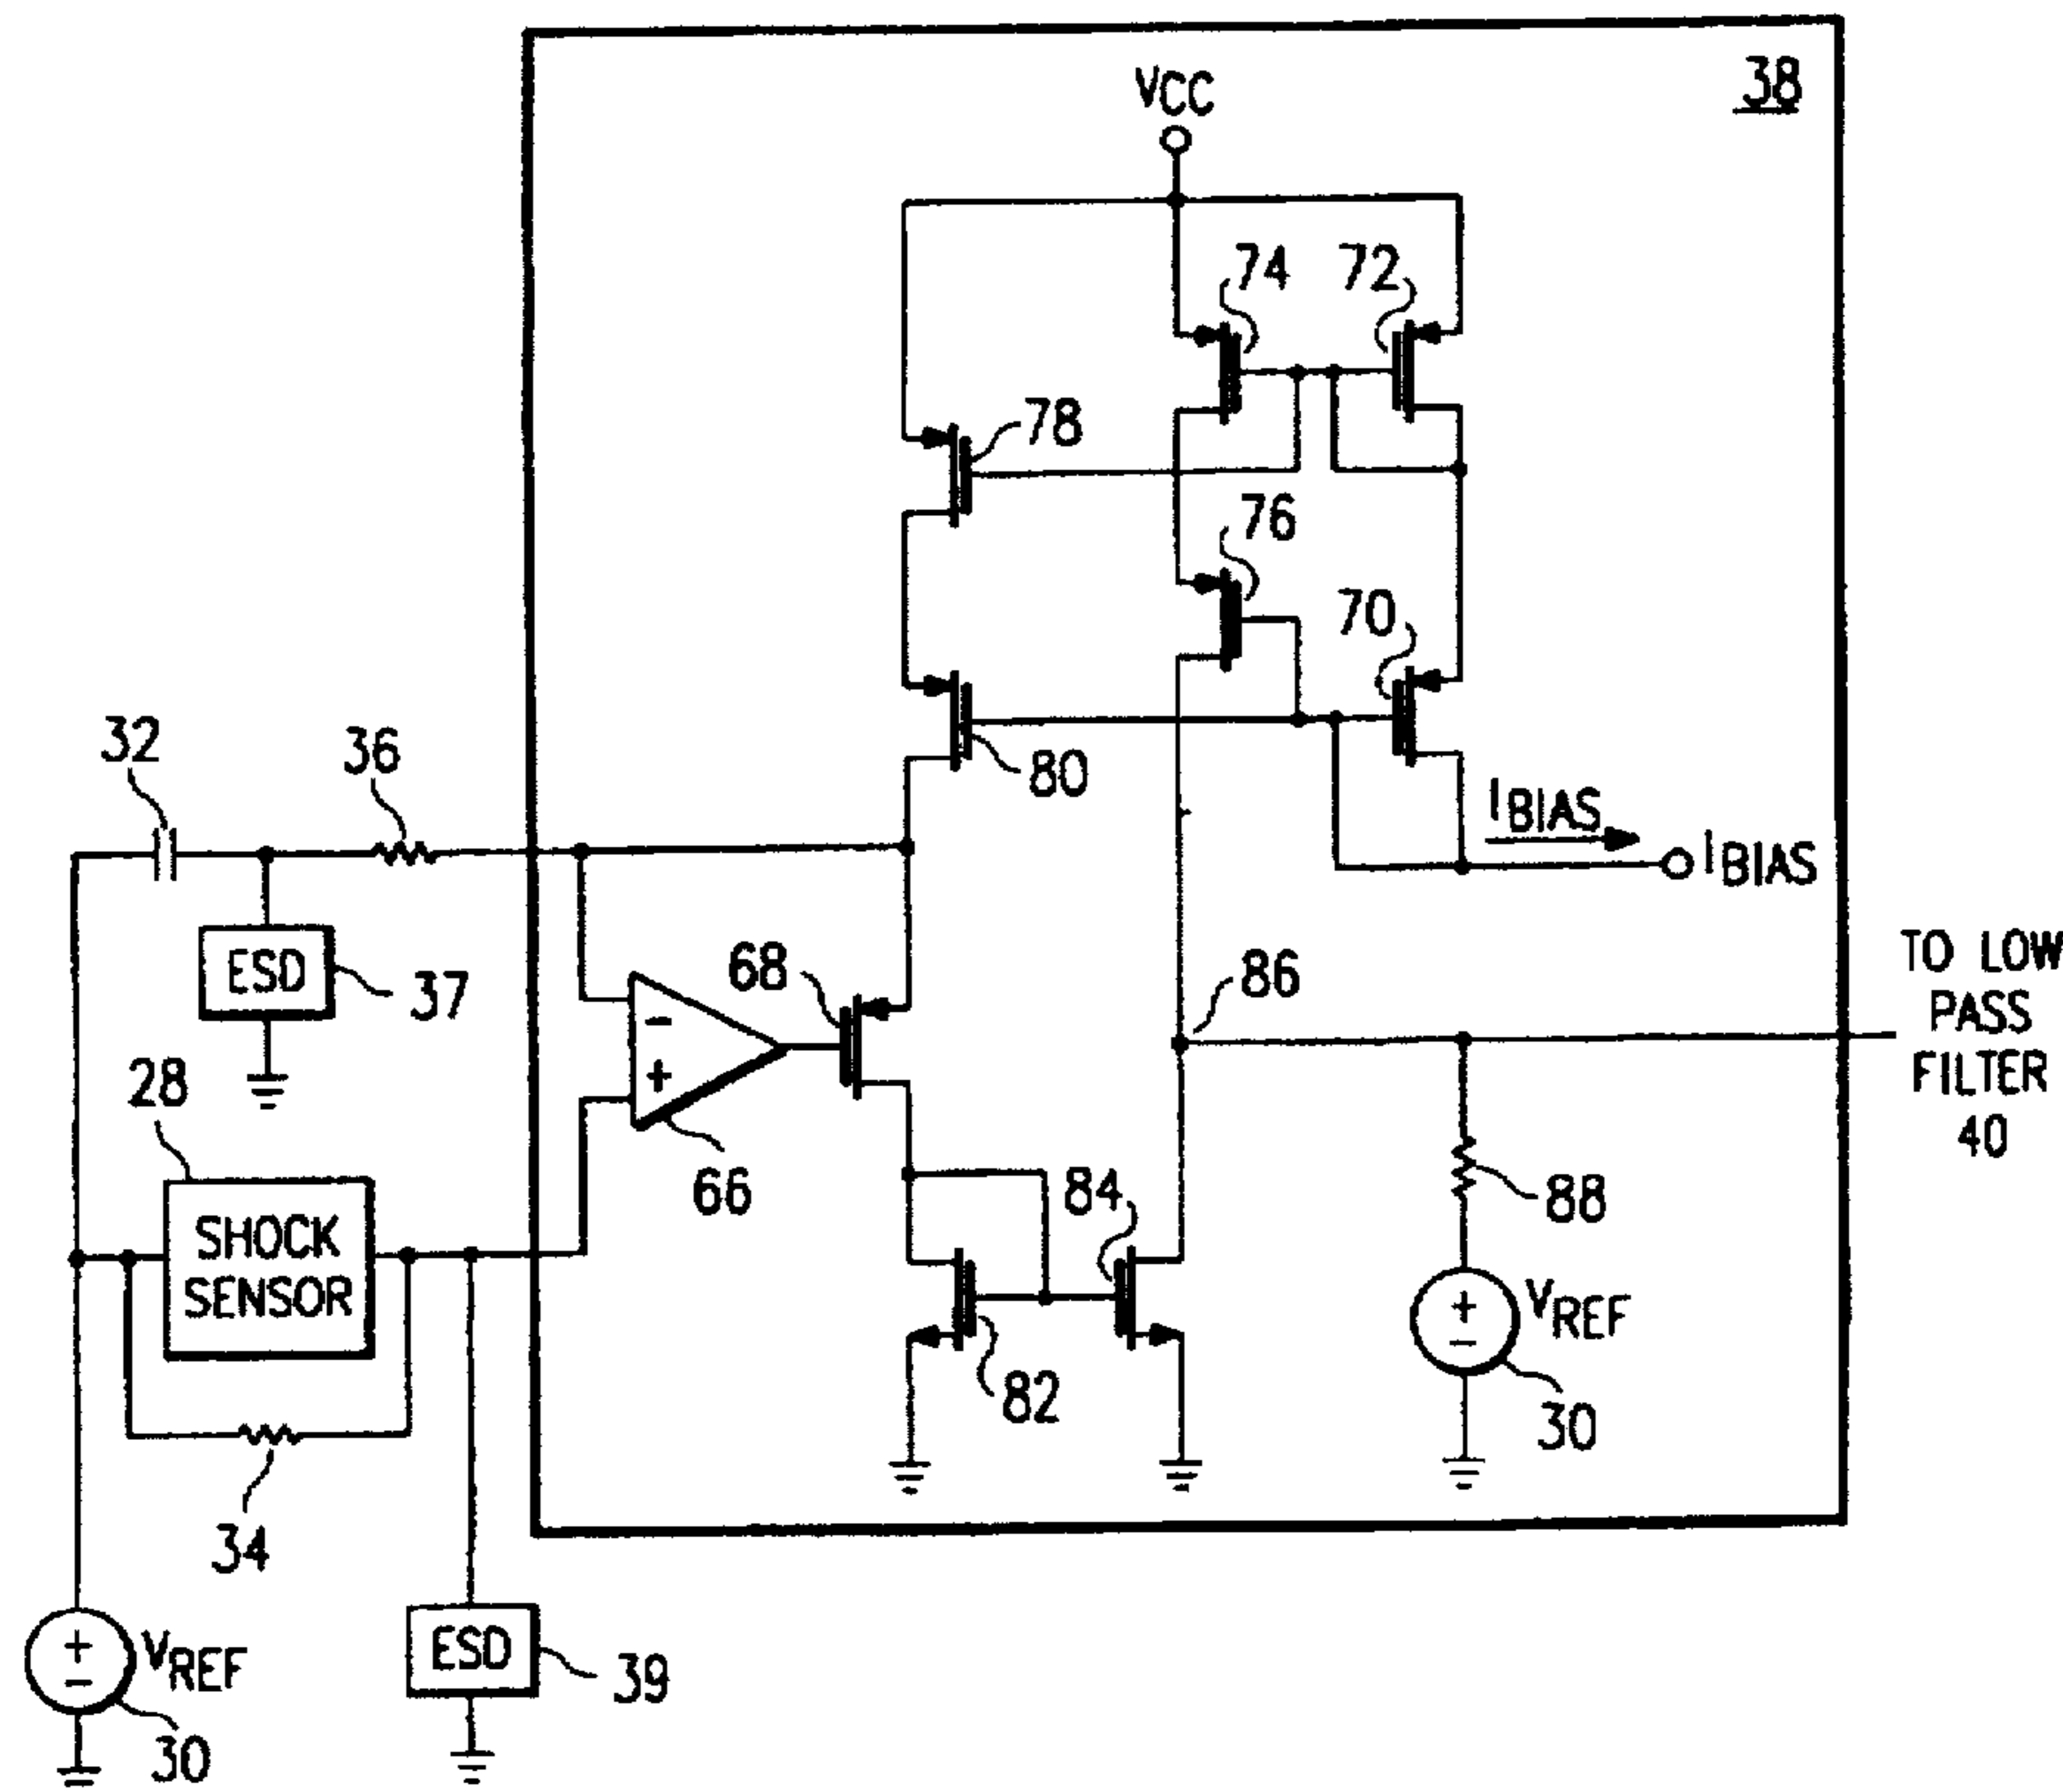 38
VCC
74
72
78
76
70
80
32
36
IBIAS
IBIAS
ESD
37
68
86
TO LOW
PASS
FILTER
40
28
-
+
66
84
88
SHOCK
SENSOR
+
-
VREF
82
30
34
ESD
39
+
-
VREF
30